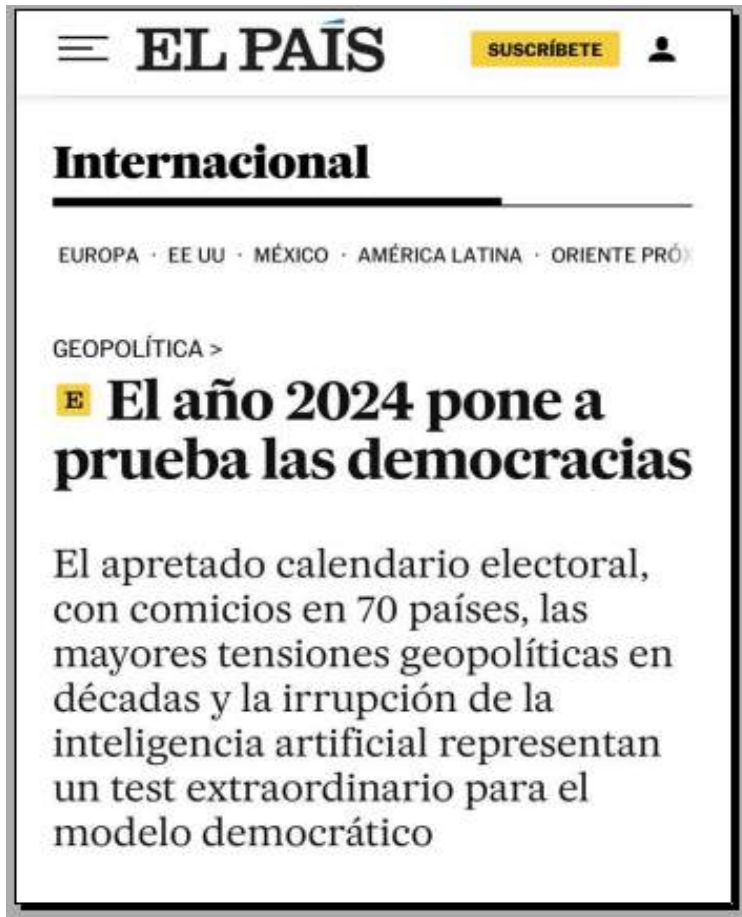 EL PAÍS
SUSCRÍBETE
Internacional
EUROPA · EE UU · MÉXICO · AMÉRICA LATINA · ORIENTE
GEOPOLÍTICA >
E El año 2024 pone a
prueba las democracias
El apretado calendario electoral,
con comicios en 70 países, las
mayores tensiones geopolíticas en
décadas y la irrupción de la
inteligencia artificial representan
un test extraordinario para el
modelo democrático